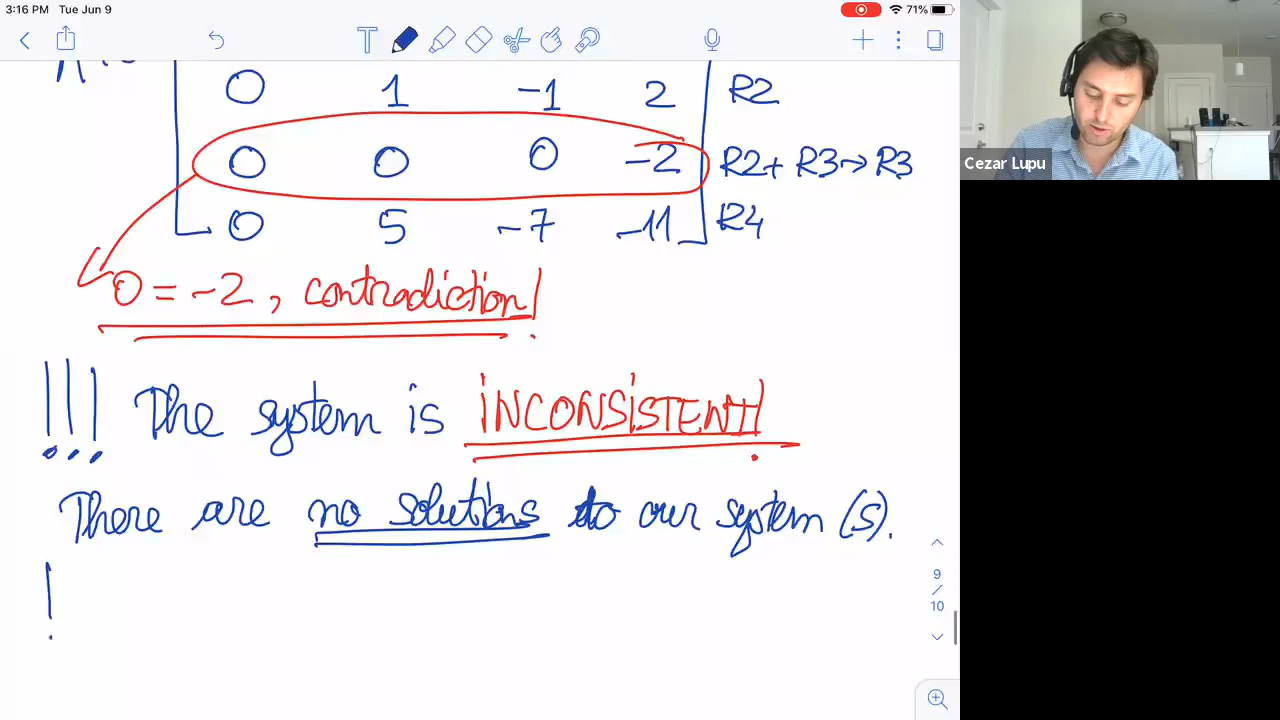 3:16 PM Tue Jun 9
71%
0 1 -1 2 R2
0 0 0 -2 R2 + R3 → R3
0 5 -7 -11 R4
0 = -2, contradiction!
!!! The system is INCONSISTENT!
There are no solutions to our system (S).
!
9
/
10
Cezar Lupu